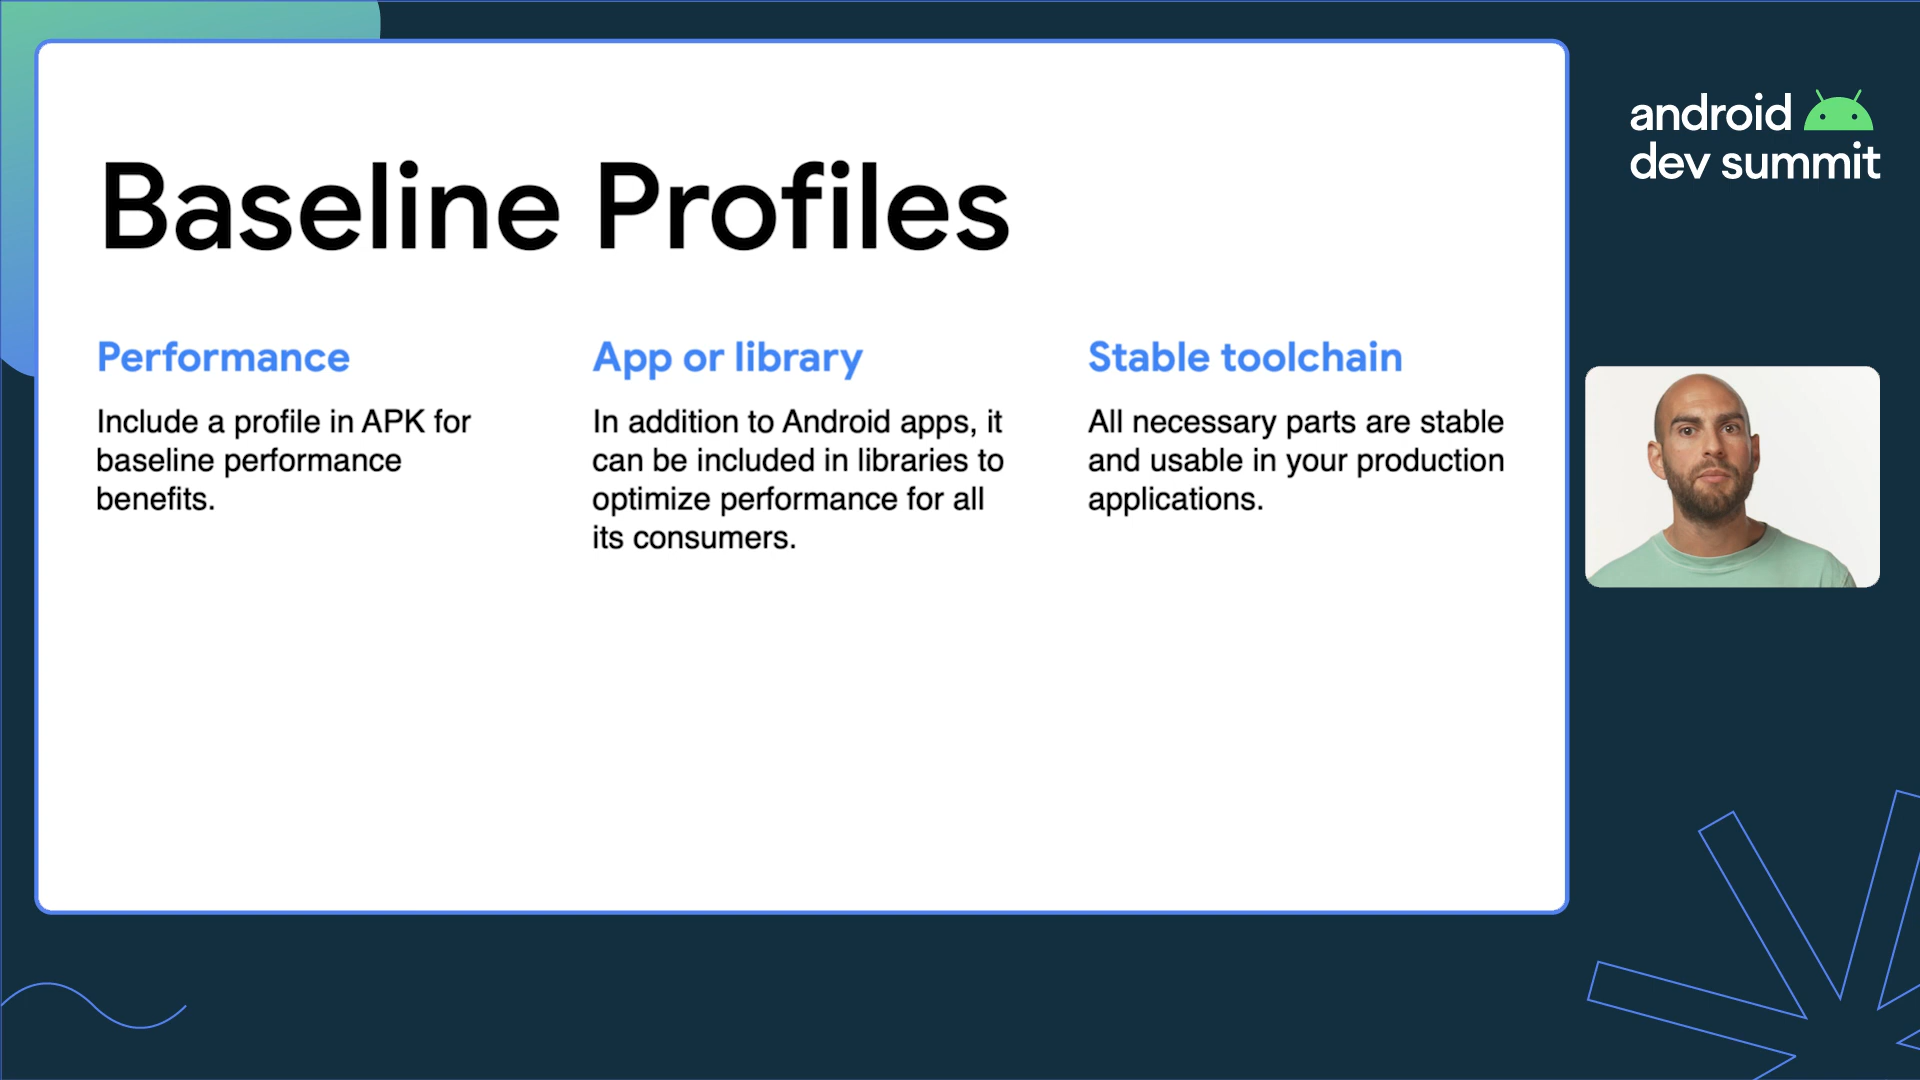 Baseline Profiles
Performance
Include a profile in APK for
baseline performance
benefits.
App or library
In addition to Android apps, it
can be included in libraries to
optimize performance for all
its consumers.
Stable toolchain
All necessary parts are stable
and usable in your production
applications.
android
dev summit